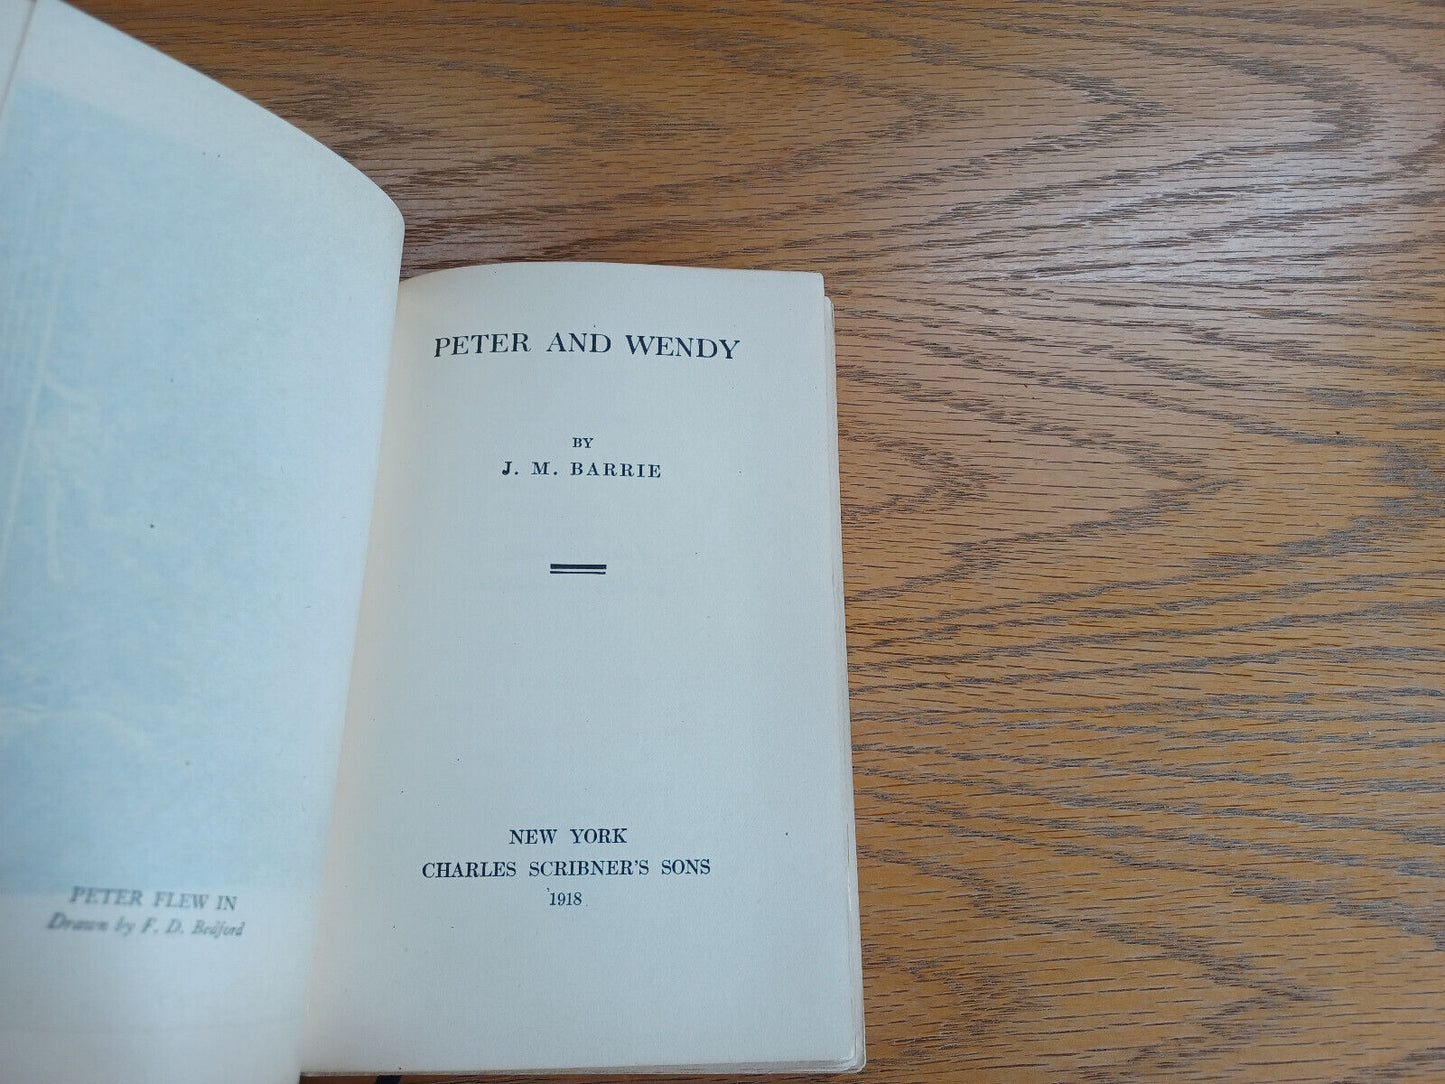 PETER FLEW IN
Drawn by F. D. Bedford
PETER AND WENDY
BY
J. M. BARRIE
NEW YORK
CHARLES SCRIBNER'S SONS
1918